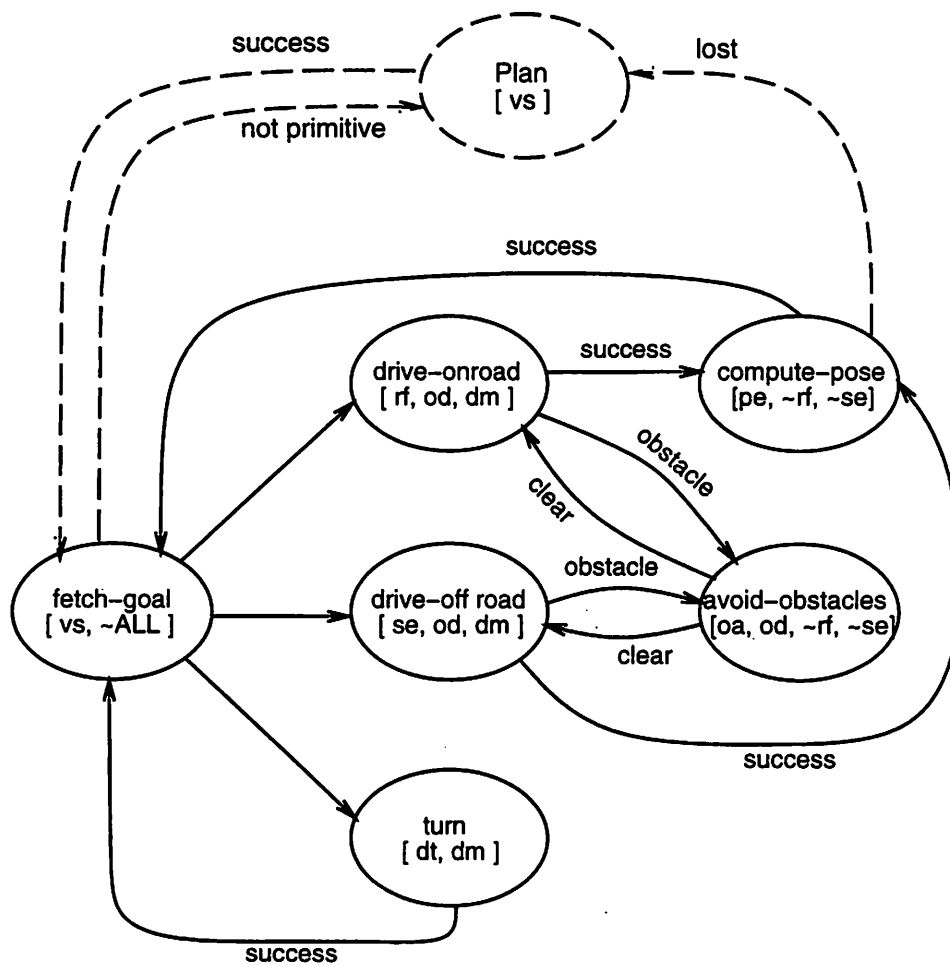 success
lost
Plan
[ vs ]
not primitive
success
drive-onroad
[ rf, od, dm ]
success
compute-pose
[pe, ~rf, ~se]
obstacle
clear
obstacle
fetch-goal
[ vs, ~ALL ]
drive-off road
[ se, od, dm ]
avoid-obstacles
[oa, od, ~rf, ~se]
clear
success
turn
[ dt, dm ]
success